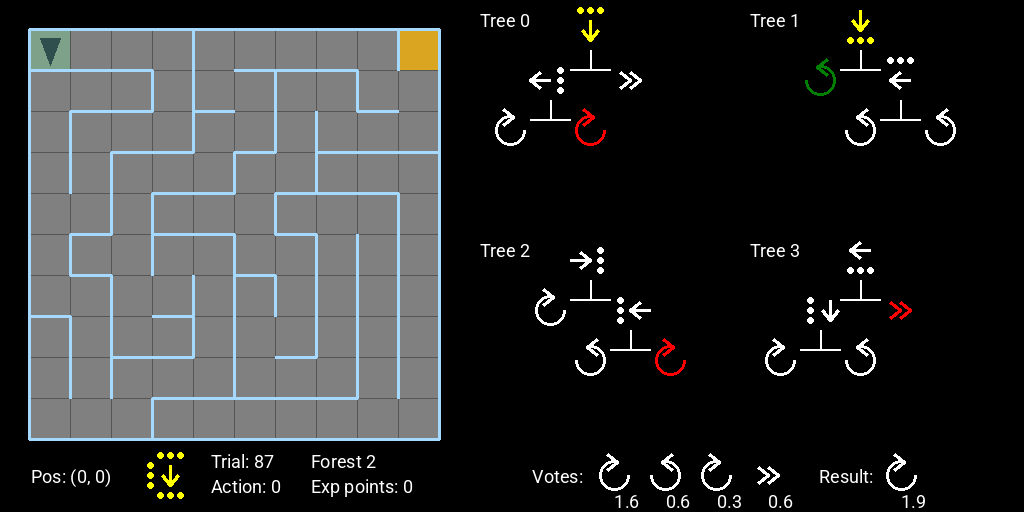 Tree 0
Tree 1
Tree 2
Tree 3
Pos: (0, 0)
Trial: 87
Forest 2
Action: 0
Exp points: 0
Votes:
1.6
0.6
0.3
0.6
Result:
1.9